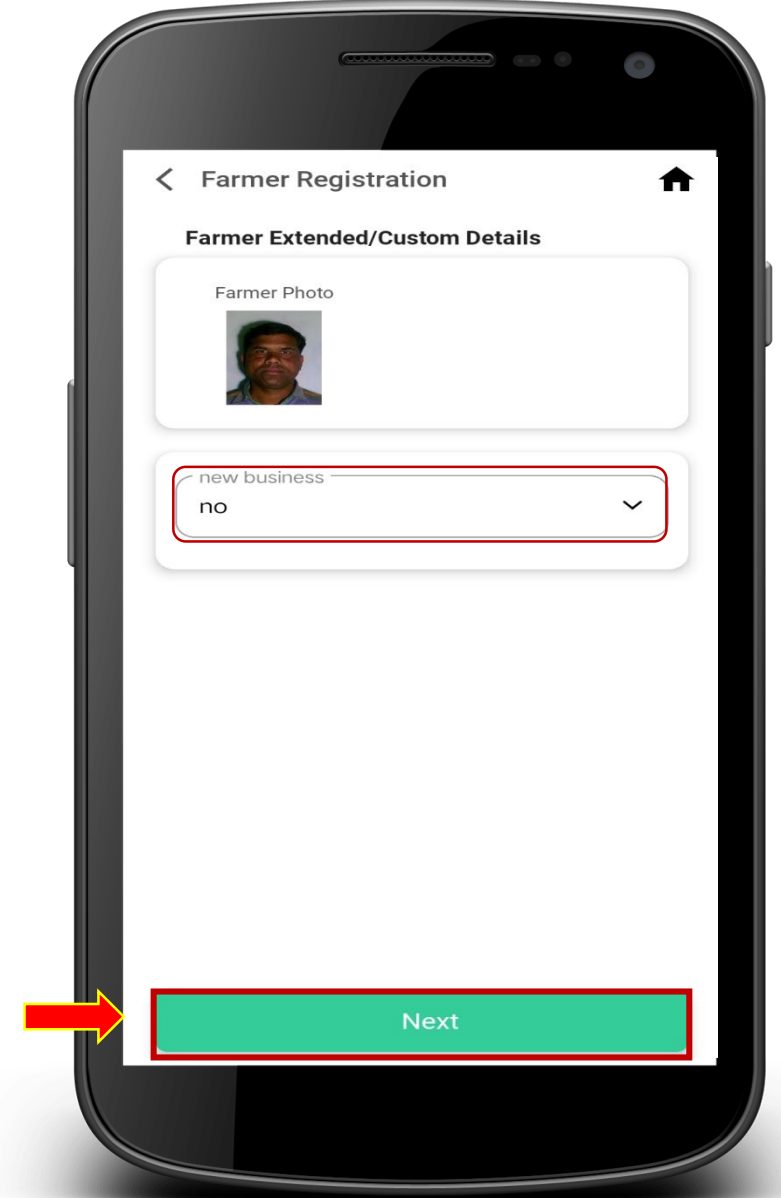 Farmer Registration
Farmer Extended/Custom Details
Farmer Photo
new business
no
Next